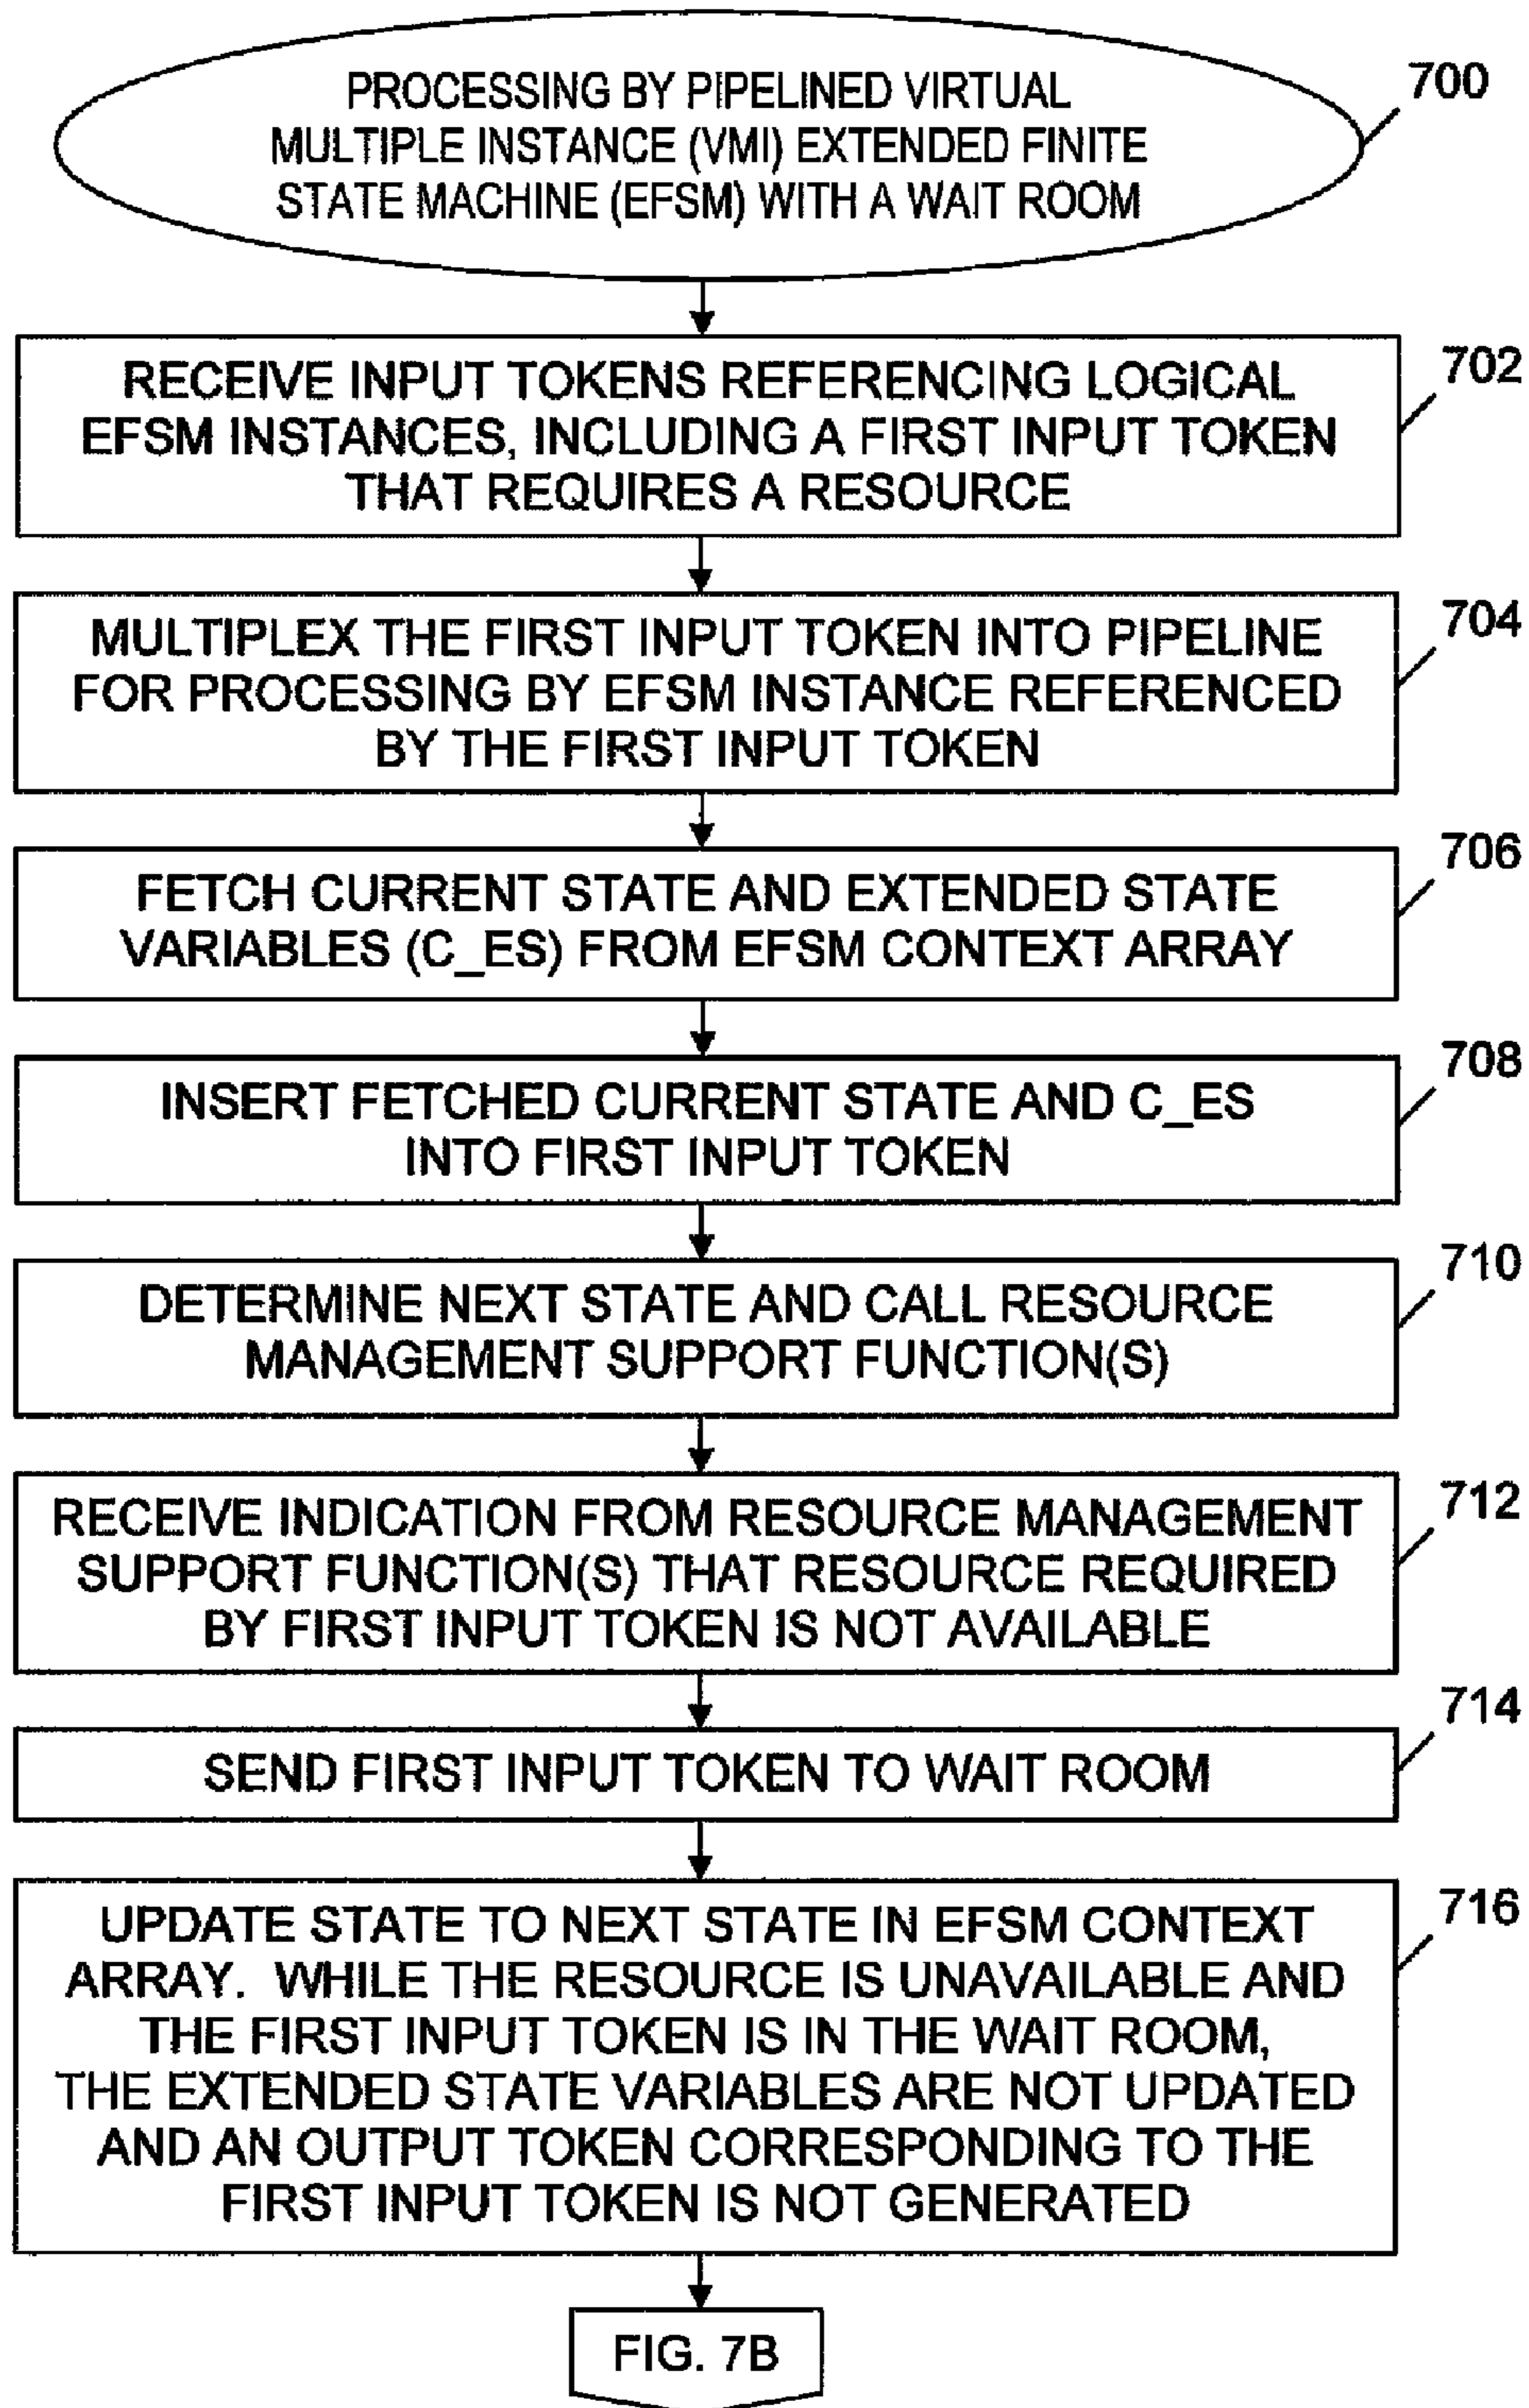 PROCESSING BY PIPELINED VIRTUAL
MULTIPLE INSTANCE (VMI) EXTENDED FINITE
STATE MACHINE (EFSM) WITH A WAIT ROOM
700
RECEIVE INPUT TOKENS REFERENCING LOGICAL
EFSM INSTANCES, INCLUDING A FIRST INPUT TOKEN
THAT REQUIRES A RESOURCE
702
MULTIPLEX THE FIRST INPUT TOKEN INTO PIPELINE
FOR PROCESSING BY EFSM INSTANCE REFERENCED
BY THE FIRST INPUT TOKEN
704
FETCH CURRENT STATE AND EXTENDED STATE
VARIABLES (C_ES) FROM EFSM CONTEXT ARRAY
706
INSERT FETCHED CURRENT STATE AND C_ES
INTO FIRST INPUT TOKEN
708
DETERMINE NEXT STATE AND CALL RESOURCE
MANAGEMENT SUPPORT FUNCTION(S)
710
RECEIVE INDICATION FROM RESOURCE MANAGEMENT
SUPPORT FUNCTION(S) THAT RESOURCE REQUIRED
BY FIRST INPUT TOKEN IS NOT AVAILABLE
712
SEND FIRST INPUT TOKEN TO WAIT ROOM
714
UPDATE STATE TO NEXT STATE IN EFSM CONTEXT
ARRAY. WHILE THE RESOURCE IS UNAVAILABLE AND
THE FIRST INPUT TOKEN IS IN THE WAIT ROOM,
THE EXTENDED STATE VARIABLES ARE NOT UPDATED
AND AN OUTPUT TOKEN CORRESPONDING TO THE
FIRST INPUT TOKEN IS NOT GENERATED
716
FIG. 7B